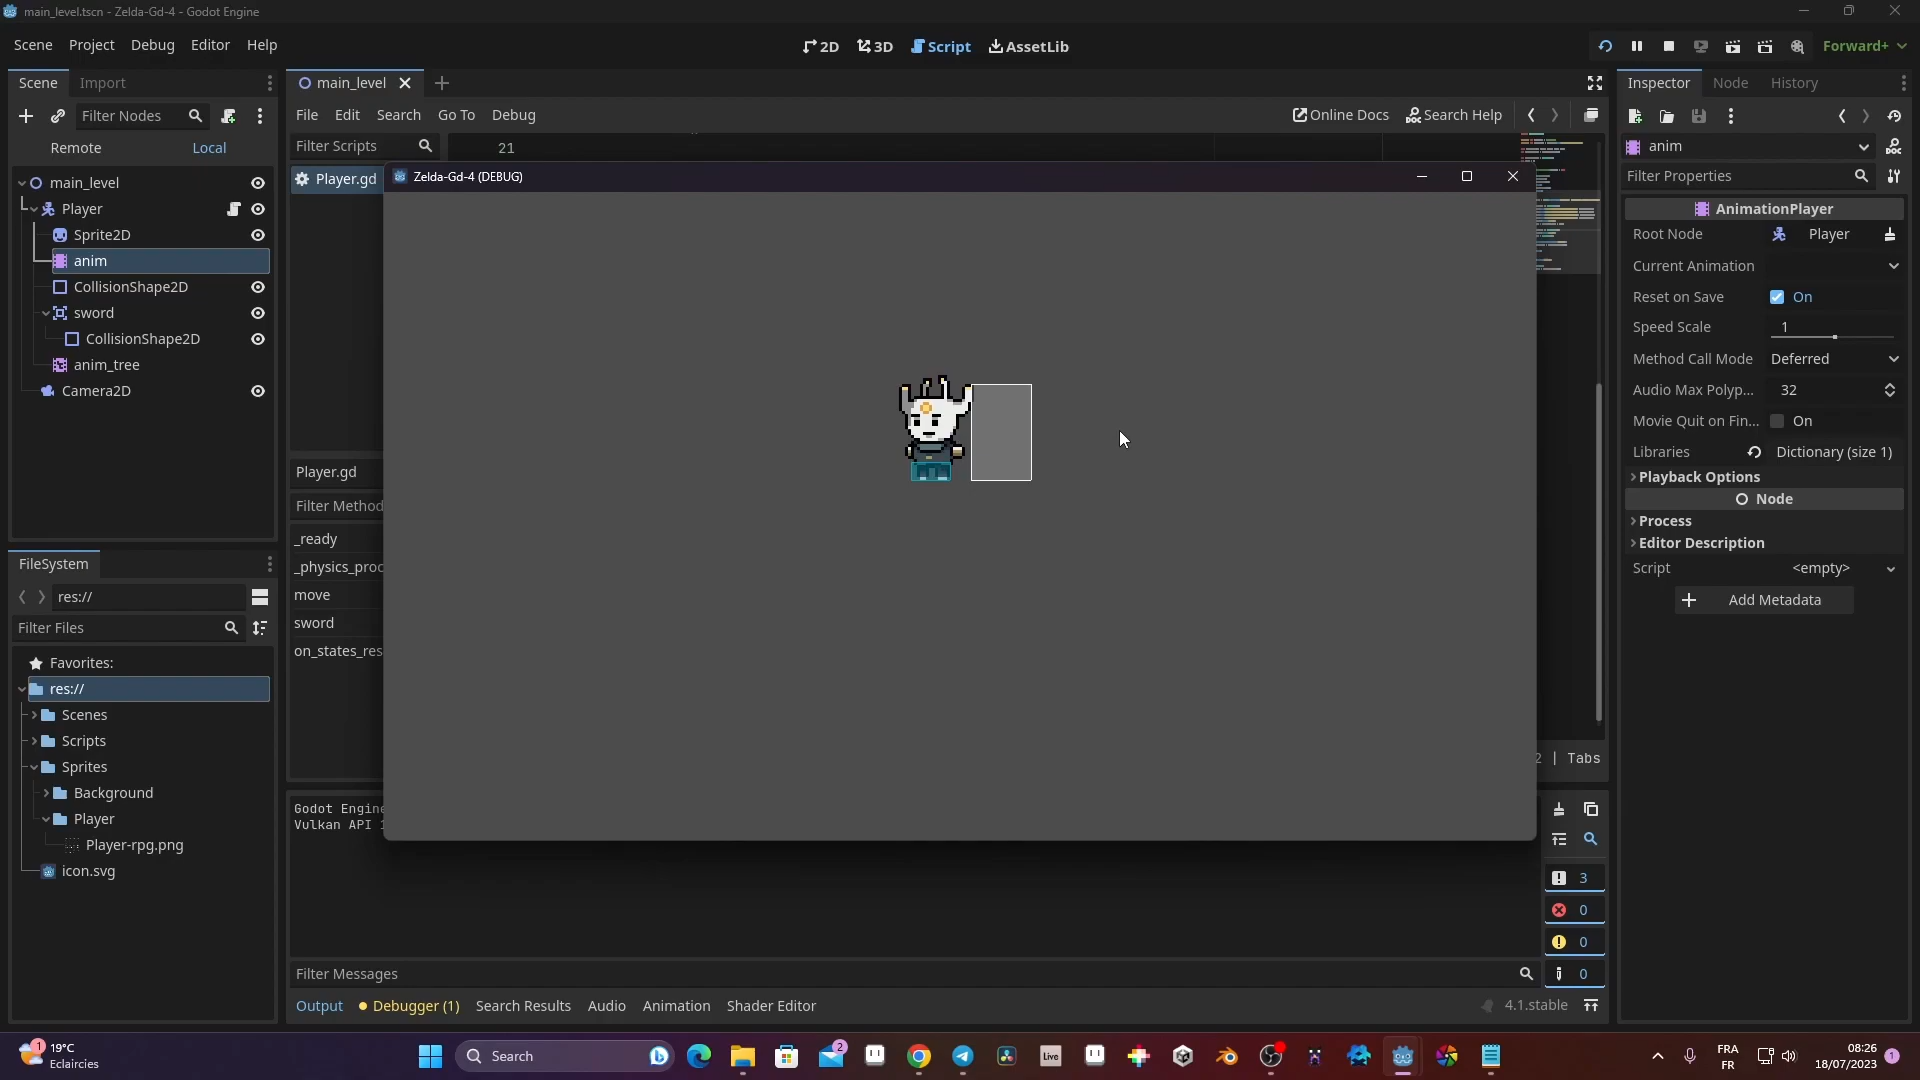 main_level.tscn - Zelda-Gd-4 - Godot Engine
Scene Project Debug Editor Help
2D 3D Script AssetLib
Forward+
Scene Import
main_level
Inspector Node History
Filter Nodes
File Edit Search Go To Debug
Online Docs Search Help
Remote Local
Filter Scripts
21
anim
Filter Properties
main_level
Player.gd
Zelda-Gd-4 (DEBUG)
Player
Sprite2D
anim
CollisionShape2D
sword
CollisionShape2D
anim_tree
Camera2D
AnimationPlayer
Root Node Player
Current Animation
Reset on Save On
Speed Scale 1
Method Call Mode Deferred
Audio Max Polyp... 32
Movie Quit on Fin... On
Libraries Dictionary (size 1)
Playback Options
Node
Process
Editor Description
Script <empty>
Add Metadata
Player.gd
Filter Method
_ready
_physics_proc
move
sword
on_states_res
2 | Tabs
FileSystem
res://
Filter Files
Favorites:
res://
Scenes
Scripts
Sprites
Background
Player
Player-rpg.png
icon.svg
Godot Engine
Vulkan API 1
3
0
0
0
Filter Messages
Output Debugger (1) Search Results Audio Animation Shader Editor
4.1.stable
1
19°C
Eclaircies
Search
2
Live
FRA
FR
08:26
18/07/2023
1